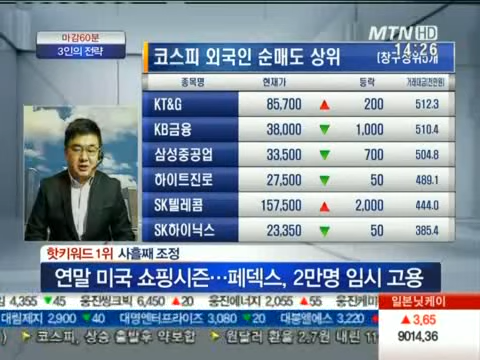 마감60분
3인의 전략
MTN HD
14:26
코스피 외국인 순매도 상위
(창구상위5개
종목명 현재가 등락 거래대금(천만원)
KT&G 85,700 ▲ 200 512.3
KB금융 38,000 ▼ 1,000 510.4
삼성중공업 33,500 ▼ 700 504.8
하이트진로 27,500 ▼ 50 489.1
SK텔레콤 157,500 ▲ 2,000 444.0
SK하이닉스 23,350 ▼ 50 385.4
핫키워드 1위 사흘째 조정
연말 미국 쇼핑시즌…페덱스, 2만명 임시 고용
4,355 ▼ 45 웅진씽크빅 6,450 ▲ 20 웅진에너지 2,055 ▲ 55 웅진케미칼
대림제지 2,900 ▼ 20 대명엔터프라이즈 3,080 ▼ 20 대봉엘에스 3,220
코스피, 상승 출발후 약조정
원달러 환율 2.7원 내린 11
일본닛케이
▲ 3,65
9014,36